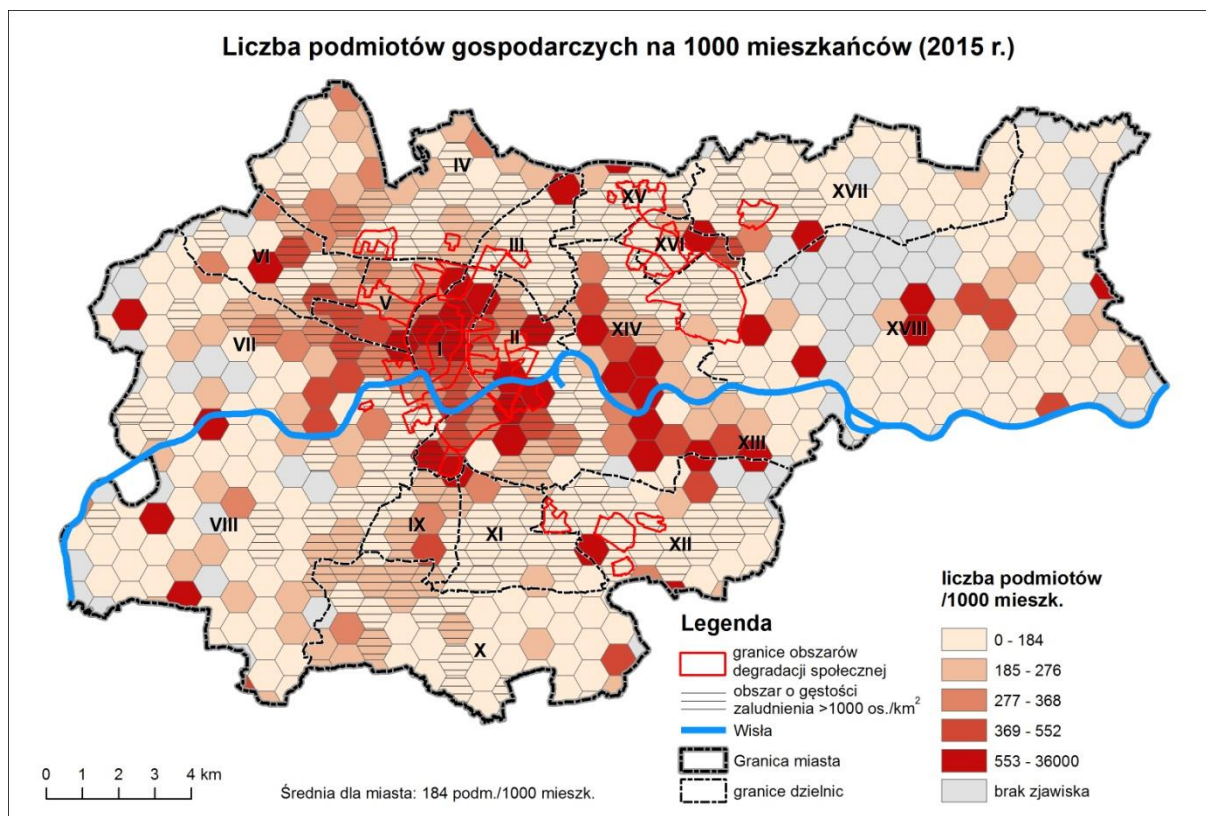 Liczba podmiotów gospodarczych na 1000 mieszkańców (2015 r.)
IV
XVII
XV
III
XVI
VI
V
VII
I
II
XIV
XVIII
XIII
VIII
IX
XI
XII
X
Legenda
granice obszarów
degradacji społecznej
obszar o gęstości
zaludnienia >1000 os./km²
Wisła
Granica miasta
granice dzielnic
liczba podmiotów
/1000 mieszk.
0 - 184
185 - 276
277 - 368
369 - 552
553 - 36000
brak zjawiska
0 1 2 3 4 km
Średnia dla miasta: 184 podm./1000 mieszk.